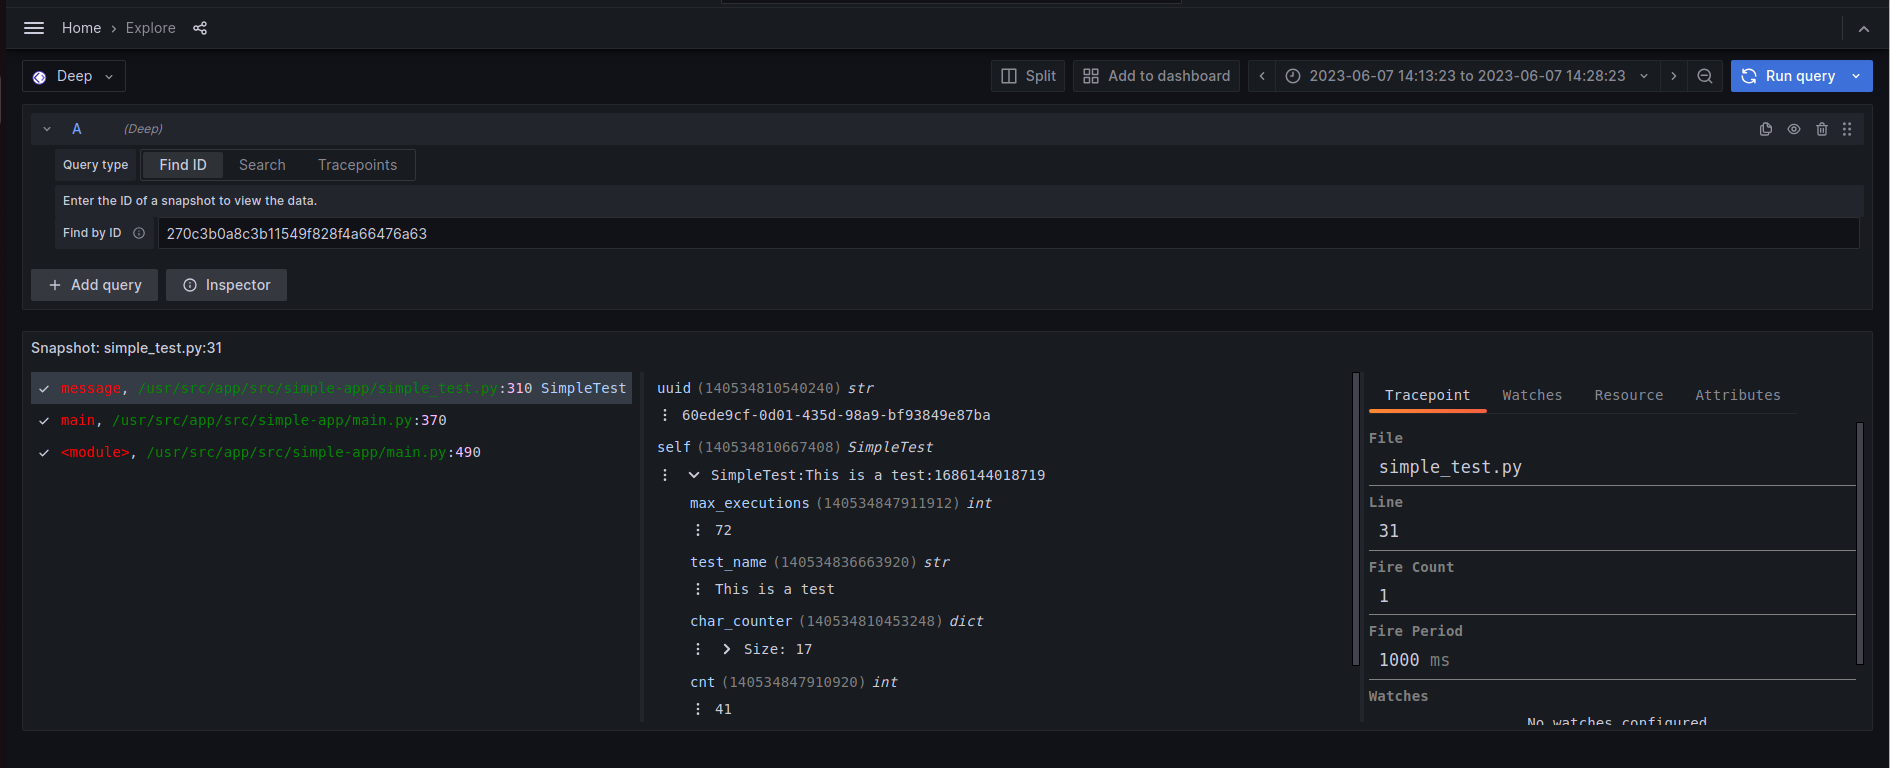 Home › Explore
Deep
Split
Add to dashboard
2023-06-07 14:13:23 to 2023-06-07 14:28:23
Run query
A (Deep)
Query type Find ID Search Tracepoints
Enter the ID of a snapshot to view the data.
Find by ID 270c3b0a8c3b11549f828f4a66476a63
+ Add query
Inspector
Snapshot: simple_test.py:31
message, /usr/src/app/src/simple-app/simple_test.py:310 SimpleTest
main, /usr/src/app/src/simple-app/main.py:370
<module>, /usr/src/app/src/simple-app/main.py:490
uuid (140534810540240) str
60ede9cf-0d01-435d-98a9-bf93849e87ba
self (140534810667408) SimpleTest
SimpleTest:This is a test:1686144018719
max_executions (140534847911912) int
72
test_name (140534836663920) str
This is a test
char_counter (140534810453248) dict
Size: 17
cnt (140534847910920) int
41
Tracepoint Watches Resource Attributes
File
simple_test.py
Line
31
Fire Count
1
Fire Period
1000 ms
Watches
No watches configured